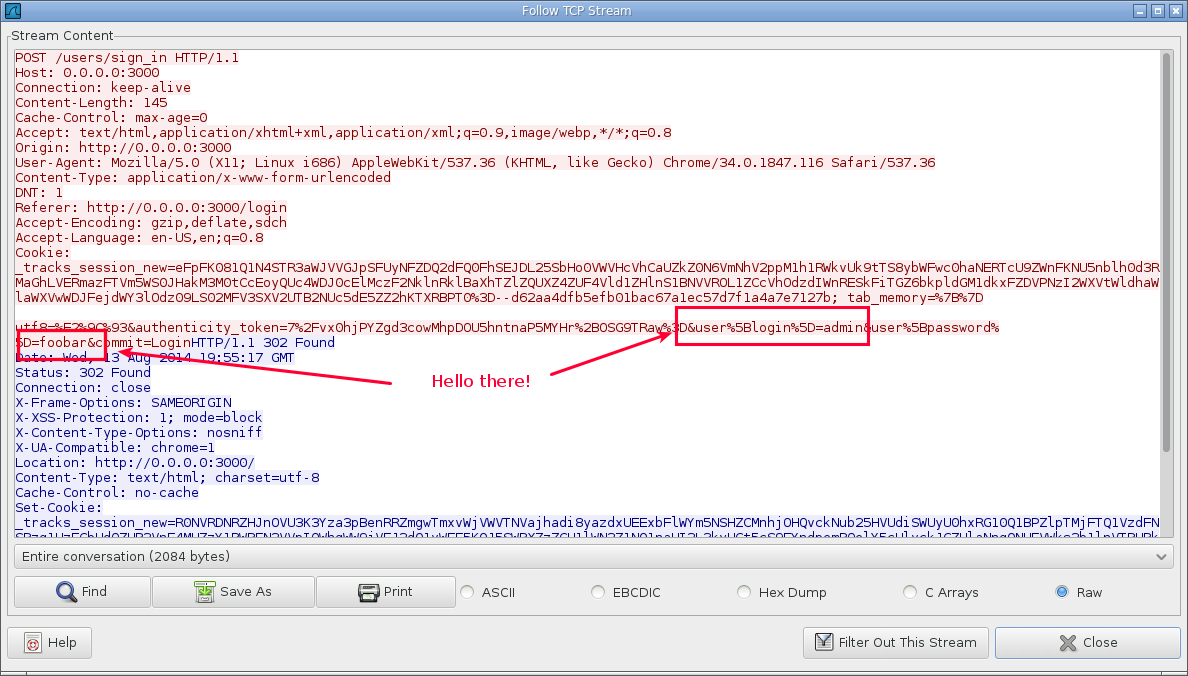 Follow TCP Stream
Stream Content
POST /users/sign_in HTTP/1.1
Host: 0.0.0.0:3000
Connection: keep-alive
Content-Length: 145
Cache-Control: max-age=0
Accept: text/html,application/xhtml+xml,application/xml;q=0.9,image/webp,*/*;q=0.8
Origin: http://0.0.0.0:3000
User-Agent: Mozilla/5.0 (X11; Linux i686) AppleWebKit/537.36 (KHTML, like Gecko) Chrome/34.0.1847.116 Safari/537.36
Content-Type: application/x-www-form-urlencoded
DNT: 1
Referer: http://0.0.0.0:3000/login
Accept-Encoding: gzip,deflate,sdch
Accept-Language: en-US,en;q=0.8
Cookie:
tab_memory=%7B%7D
utf8=%E2%9C%93&authenticity_token=7%2FvxOhjPYZgd3cowMhpDOU5hntnaP5MYHr%2BOSG9TRaw%3D&user%5Blogin%5D=admin&user%5Bpassword%
5D=foobar&commit=LoginHTTP/1.1 302 Found
Date: Wed, 13 Aug 2014 19:55:17 GMT
Hello there!
Status: 302 Found
Connection: close
X-Frame-Options: SAMEORIGIN
X-XSS-Protection: 1; mode=block
X-Content-Type-Options: nosniff
X-UA-Compatible: chrome=1
Location: http://0.0.0.0:3000/
Content-Type: text/html; charset=utf-8
Cache-Control: no-cache
Set-Cookie:
Entire conversation (2084 bytes)
Find Save As Print ASCII EBCDIC Hex Dump C Arrays Raw
Help Filter Out This Stream Close